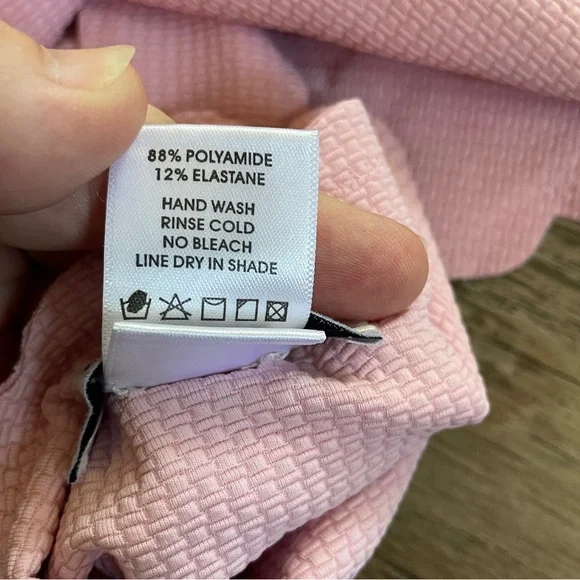 88% POLYAMIDE
12% ELASTANE
HAND WASH
RINSE COLD
NO BLEACH
LINE DRY IN SHADE